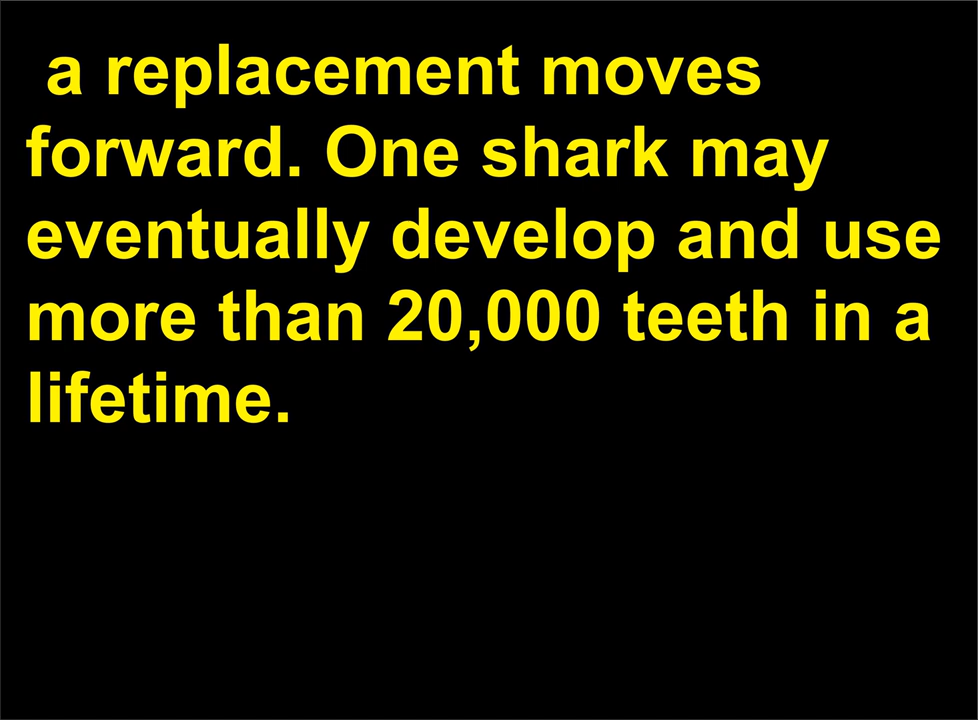 a replacement moves
forward. One shark may
eventually develop and use
more than 20,000 teeth in a
lifetime.